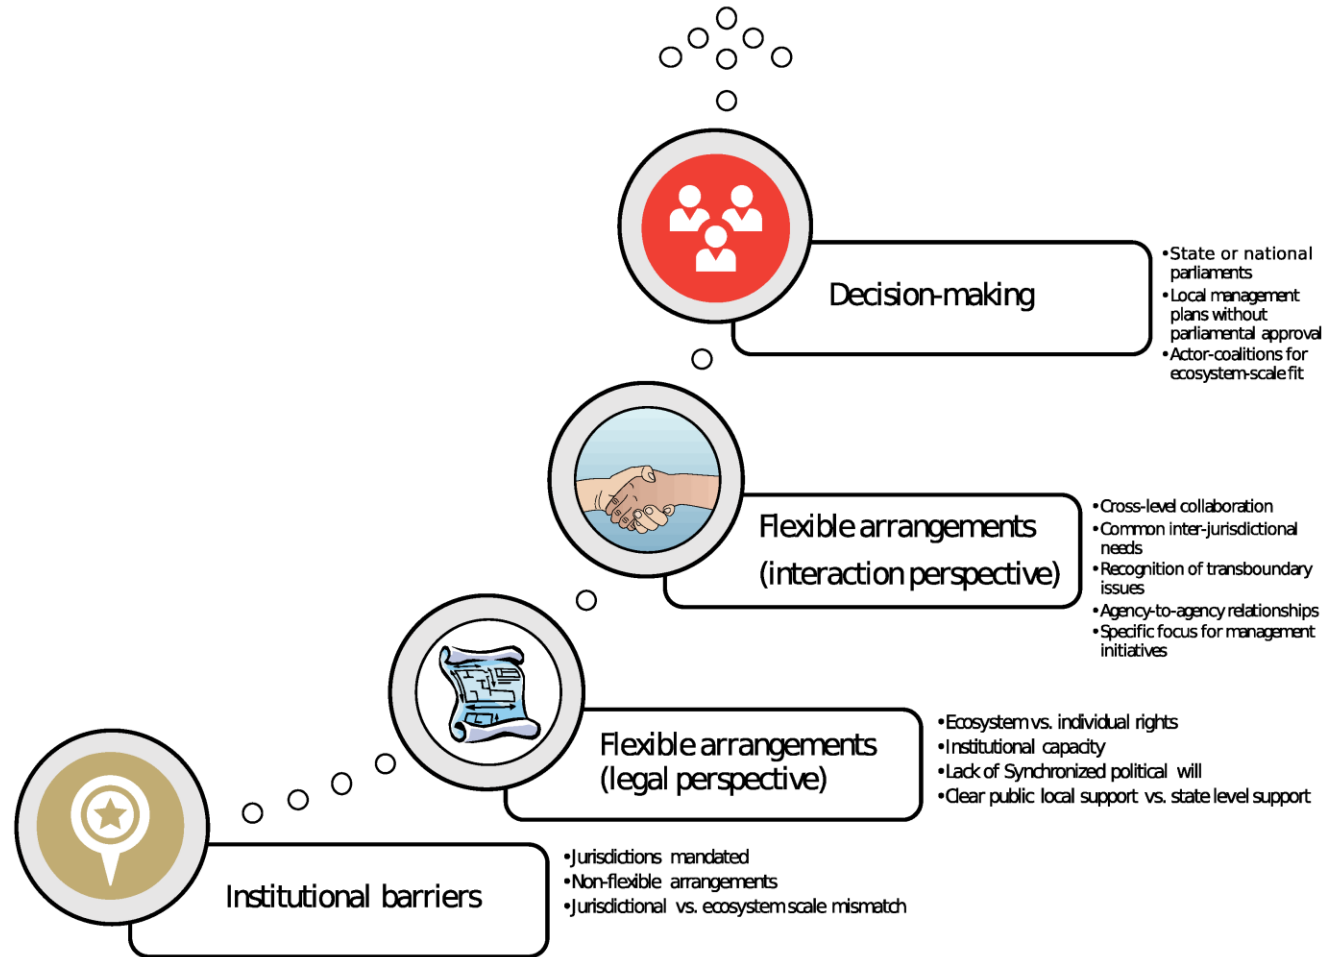 Decision-making
•State or national
parliaments
•Local management
plans without
parliamental approval
•Actor-coalitions for
ecosystem-scale fit
Flexible arrangements
(interaction perspective)
•Cross-level collaboration
•Common inter-jurisdictional
needs
•Recognition of transboundary
issues
•Agency-to-agency relationships
•Specific focus for management
initiatives
Flexible arrangements
(legal perspective)
•Ecosystem vs. individual rights
•Institutional capacity
•Lack of Synchronized political will
•Clear public local support vs. state level support
Institutional barriers
•Jurisdictions mandated
•Non-flexible arrangements
•Jurisdictional vs. ecosystem scale mismatch